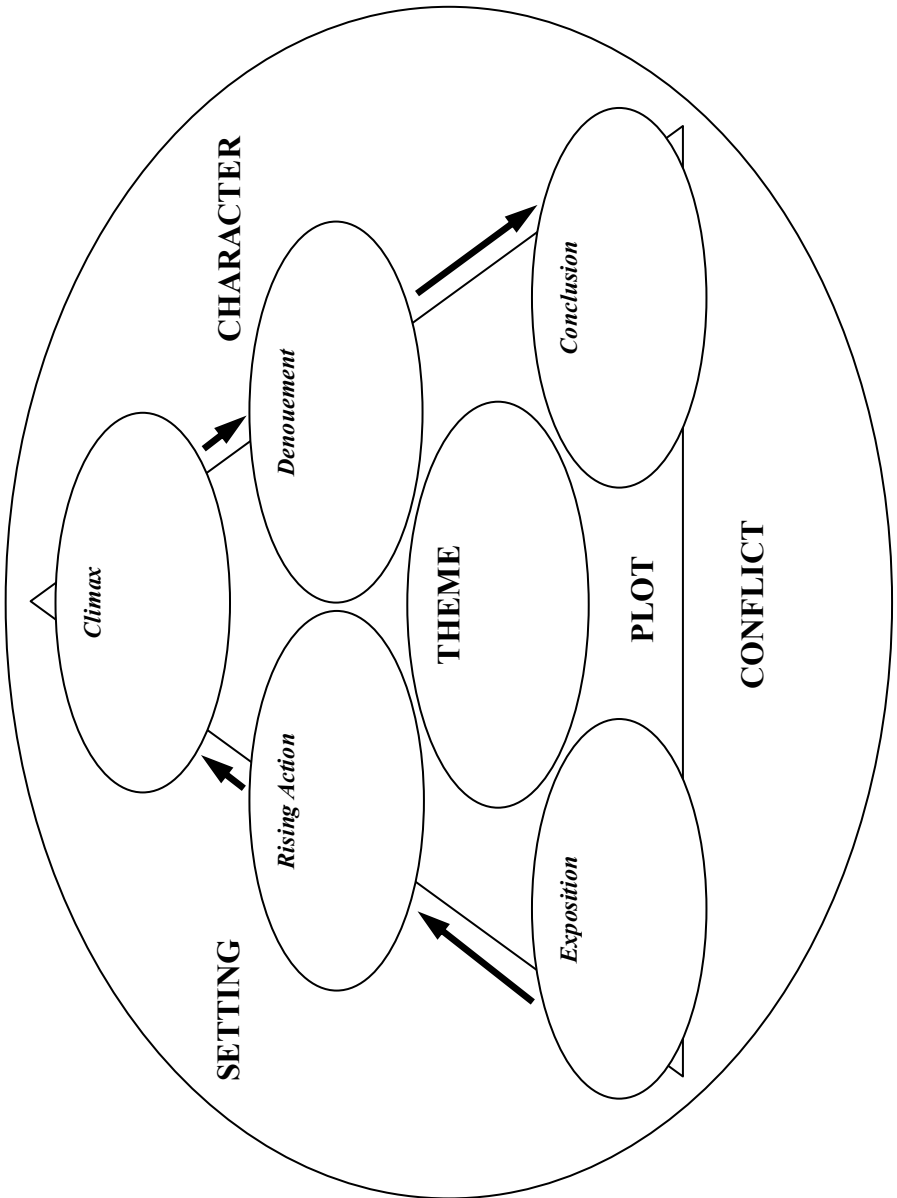 Climax
SETTING
CHARACTER
Rising Action
Denouement
THEME
Exposition
Conclusion
PLOT
CONFLICT